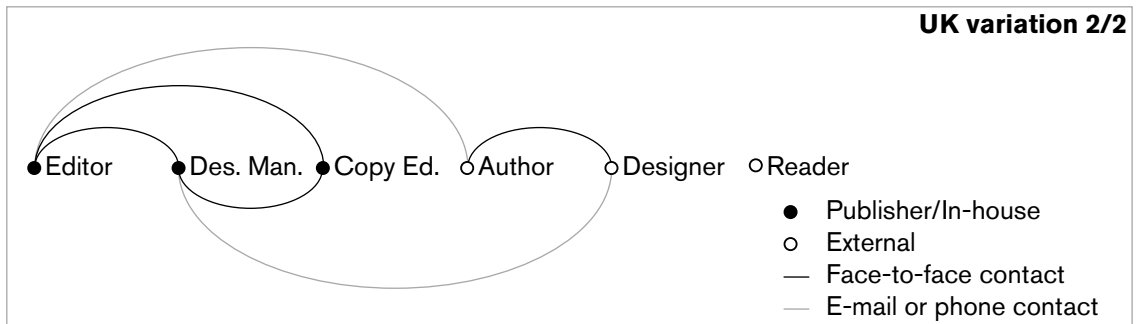 UK variation 2/2
Editor Des. Man. Copy Ed. Author Designer Reader
Publisher/In-house
External
Face-to-face contact
E-mail or phone contact